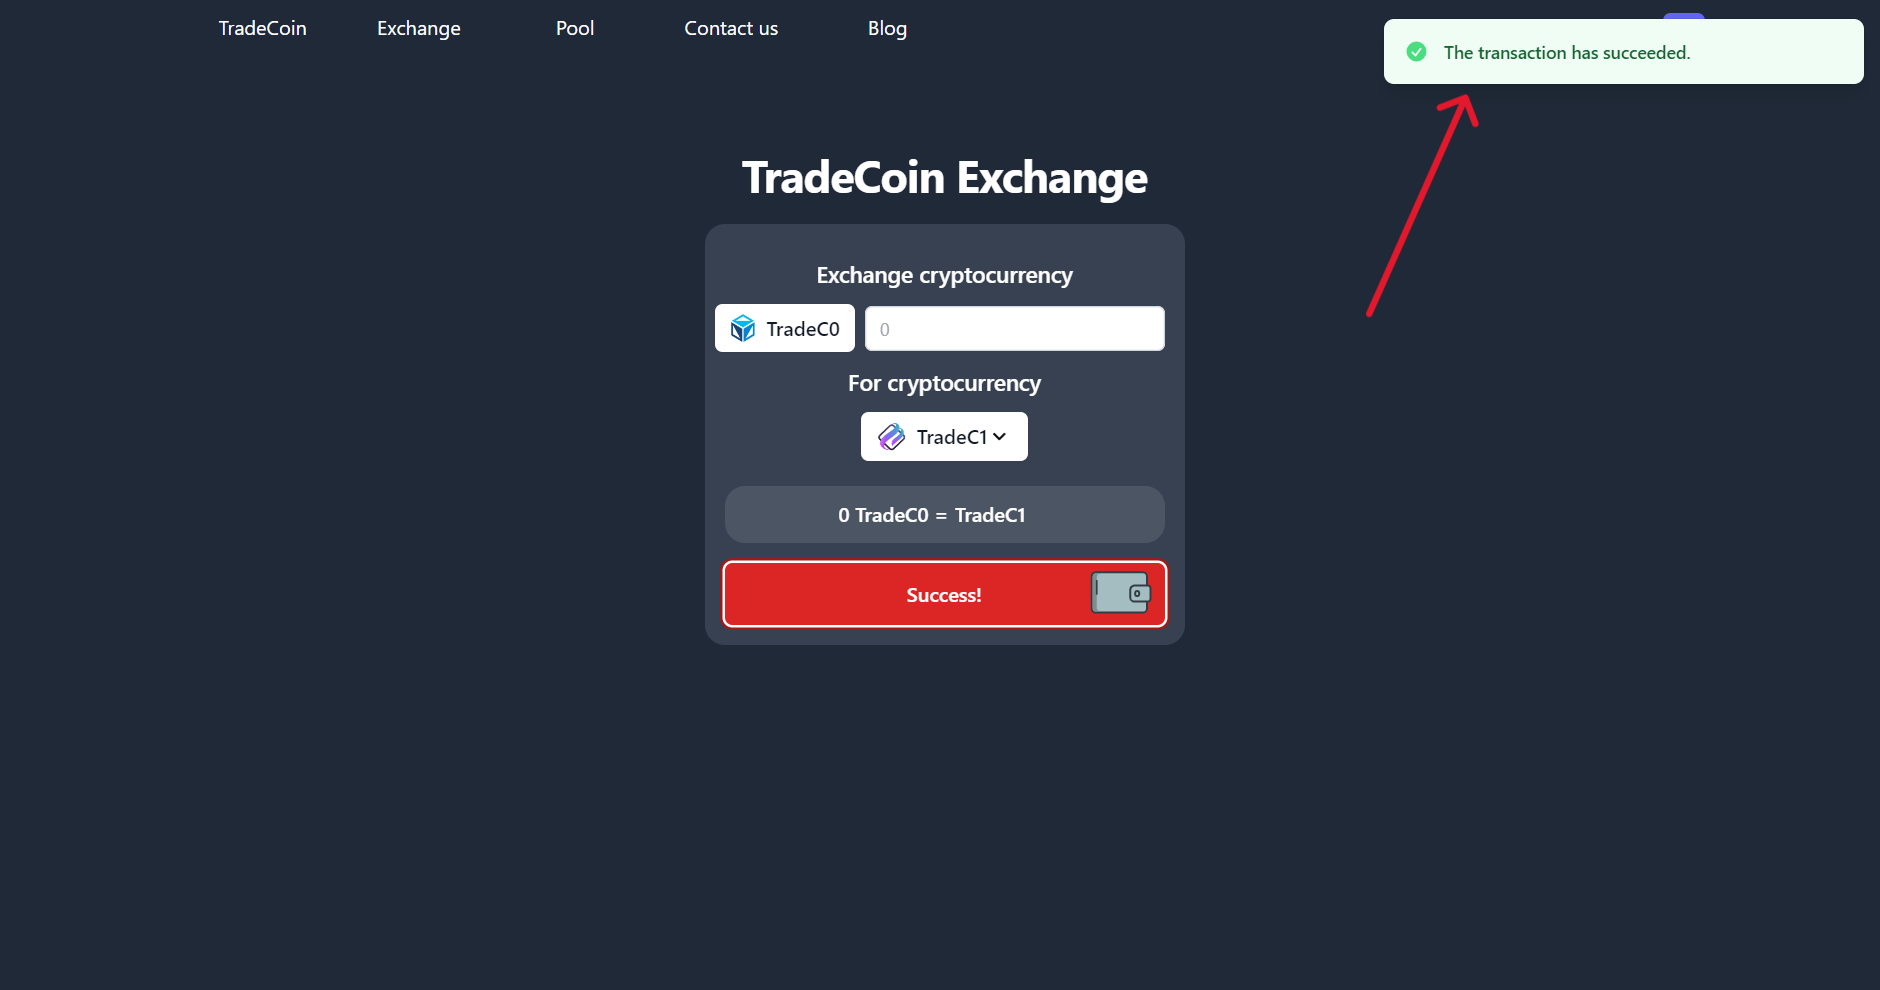 TradeCoin Exchange Pool Contact us Blog
The transaction has succeeded.
TradeCoin Exchange
Exchange cryptocurrency
TradeC0 0
For cryptocurrency
TradeC1
0 TradeC0 = TradeC1
Success!